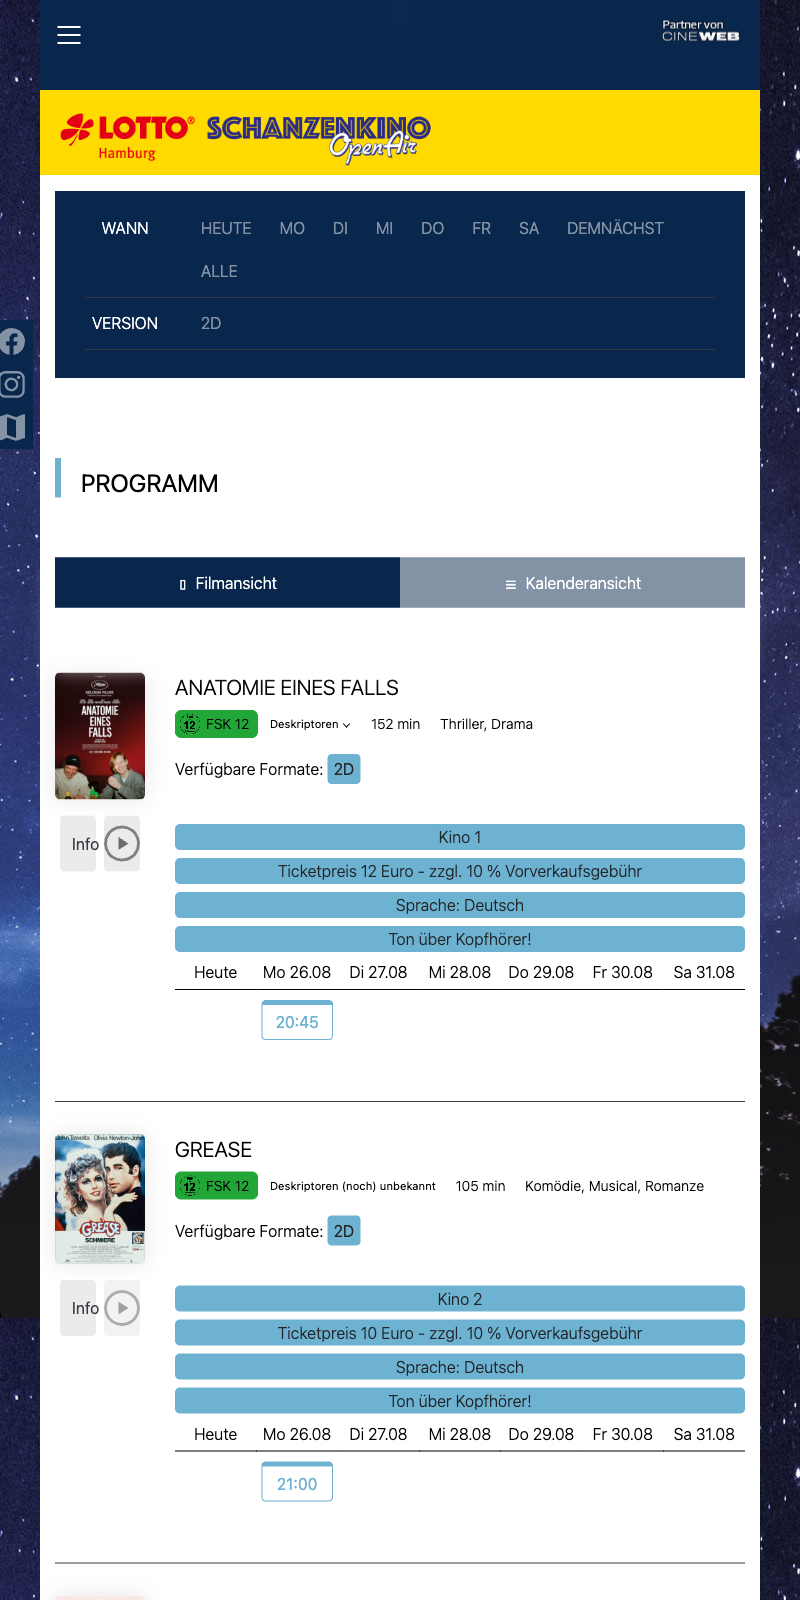 Partner von
CINEWEB
LOTTO® SCHANZENKINO
Hamburg OpenAir
WANN HEUTE MO DI MI DO FR SA DEMNÄCHST
ALLE
VERSION 2D
PROGRAMM
Filmansicht Kalenderansicht
ANATOMIE EINES FALLS
ANATOMIE
EINES
FALLS
12 FSK 12 Deskriptoren 152 min Thriller, Drama
Verfügbare Formate: 2D
Info
Kino 1
Ticketpreis 12 Euro - zzgl. 10 % Vorverkaufsgebühr
Sprache: Deutsch
Ton über Kopfhörer!
Heute Mo 26.08 Di 27.08 Mi 28.08 Do 29.08 Fr 30.08 Sa 31.08
20:45
GREASE
John Travolta Olivia Newton-John
GREASE
SCHMIERE
12 FSK 12 Deskriptoren (noch) unbekannt 105 min Komödie, Musical, Romanze
Verfügbare Formate: 2D
Info
Kino 2
Ticketpreis 10 Euro - zzgl. 10 % Vorverkaufsgebühr
Sprache: Deutsch
Ton über Kopfhörer!
Heute Mo 26.08 Di 27.08 Mi 28.08 Do 29.08 Fr 30.08 Sa 31.08
21:00